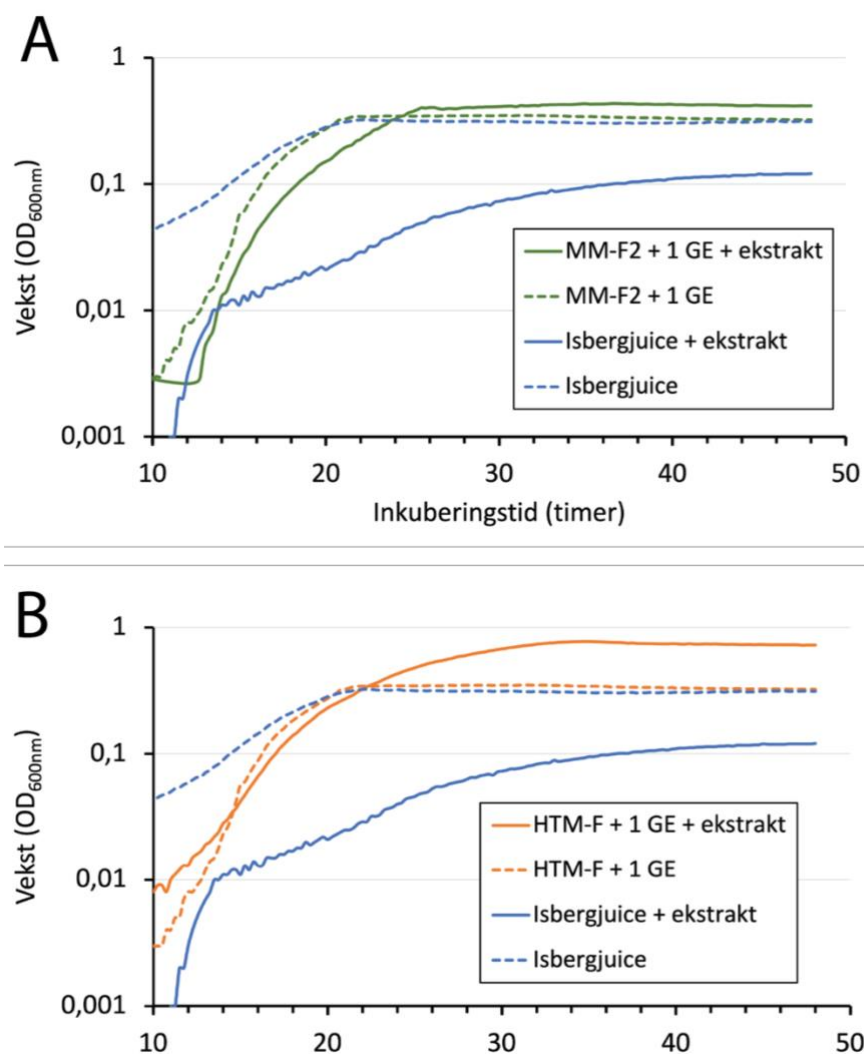 A
1
0,1
0,01
0,001
Vekst (OD600nm)
MM-F2 + 1 GE + ekstrakt
MM-F2 + 1 GE
Isbergjuice + ekstrakt
Isbergjuice
10 20 30 40 50
Inkuberingstid (timer)
B
1
0,1
0,01
0,001
Vekst (OD600nm)
HTM-F + 1 GE + ekstrakt
HTM-F + 1 GE
Isbergjuice + ekstrakt
Isbergjuice
10 20 30 40 50